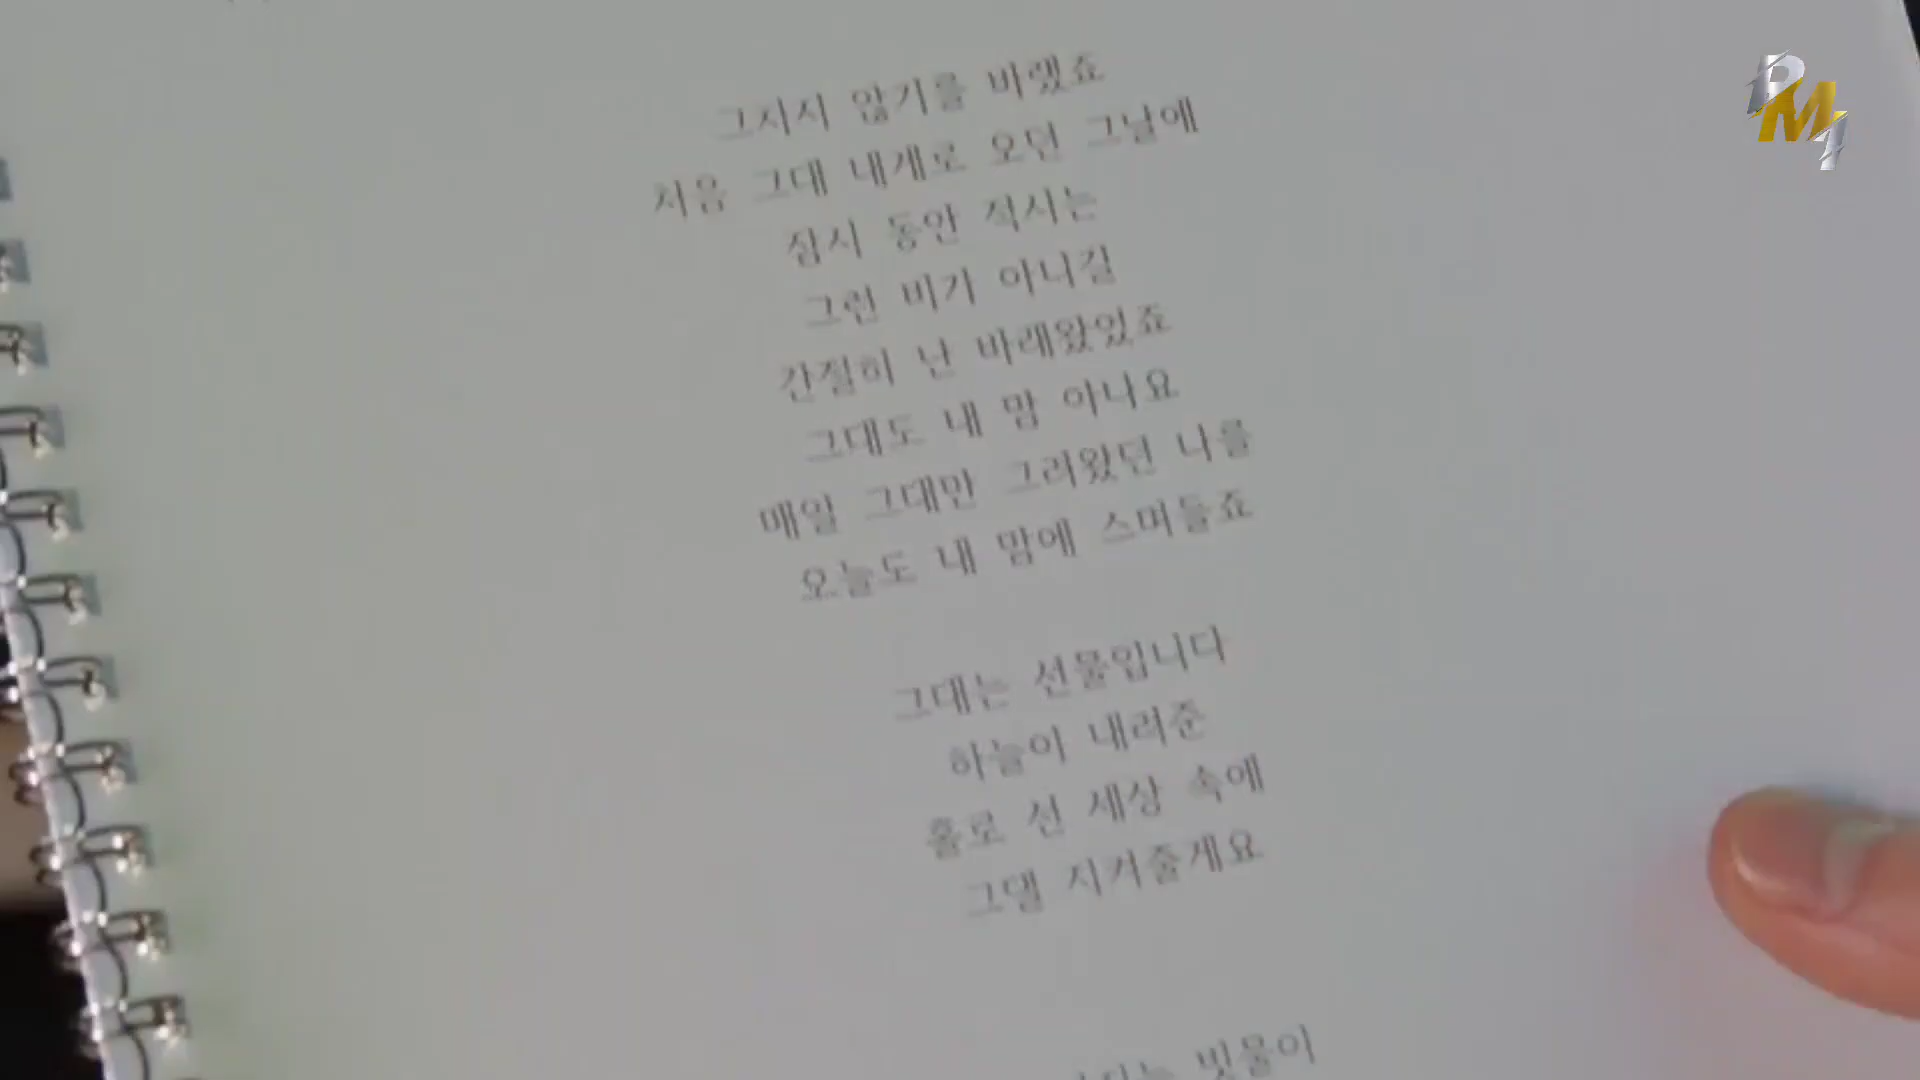 그치지 않기를 바랬죠
처음 그대 내게로 오던 그날에
잠시 동안 적시는
그런 비가 아니길
간절히 난 바래왔었죠
그대도 내 맘 아나요
매일 그대만 그려왔던 나를
오늘도 내 맘에 스며들죠
그대는 선물입니다
하늘이 내려준
홀로 선 세상 속에
그댈 지켜줄게요
빗물이
PMI